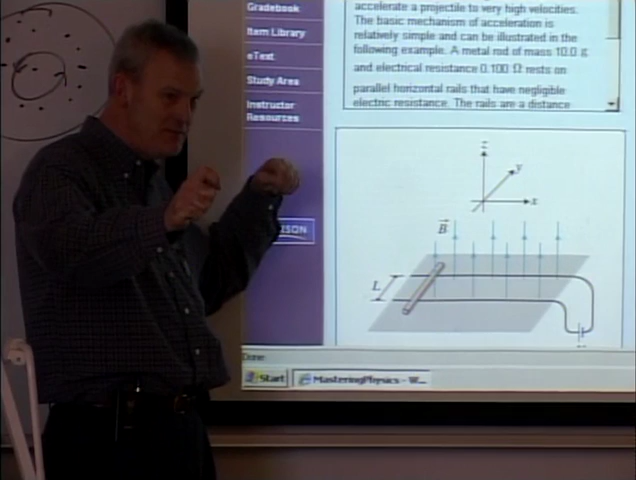 Gradebook
Item Library
eText
Study Area
Instructor
Resources
accelerate a projectile to very high velocities.
The basic mechanism of acceleration is
relatively simple and can be illustrated in the
following example. A metal rod of mass 10.0 g
and electrical resistance 0.100 Ω rests on
parallel horizontal rails that have negligible
electric resistance. The rails are a distance
z
y
x
B
L
Done
Start
MasteringPhysics - W...